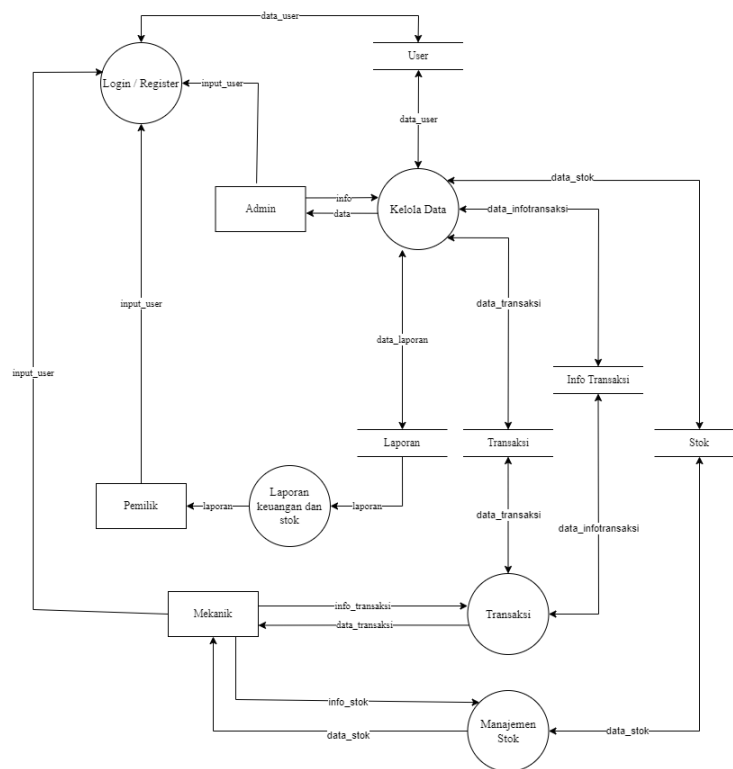 data_user
User
Login / Register
input_user
data_user
data_stok
info
Admin
Kelola Data
data_infotransaksi
data
data_transaksi
input_user
data_laporan
input_user
Info Transaksi
Laporan
Transaksi
Stok
Laporan
keuangan dan
stok
Pemilik
laporan
laporan
data_transaksi
data_infotransaksi
Mekanik
info_transaksi
Transaksi
data_transaksi
info_stok
Manajemen
Stok
data_stok
data_stok